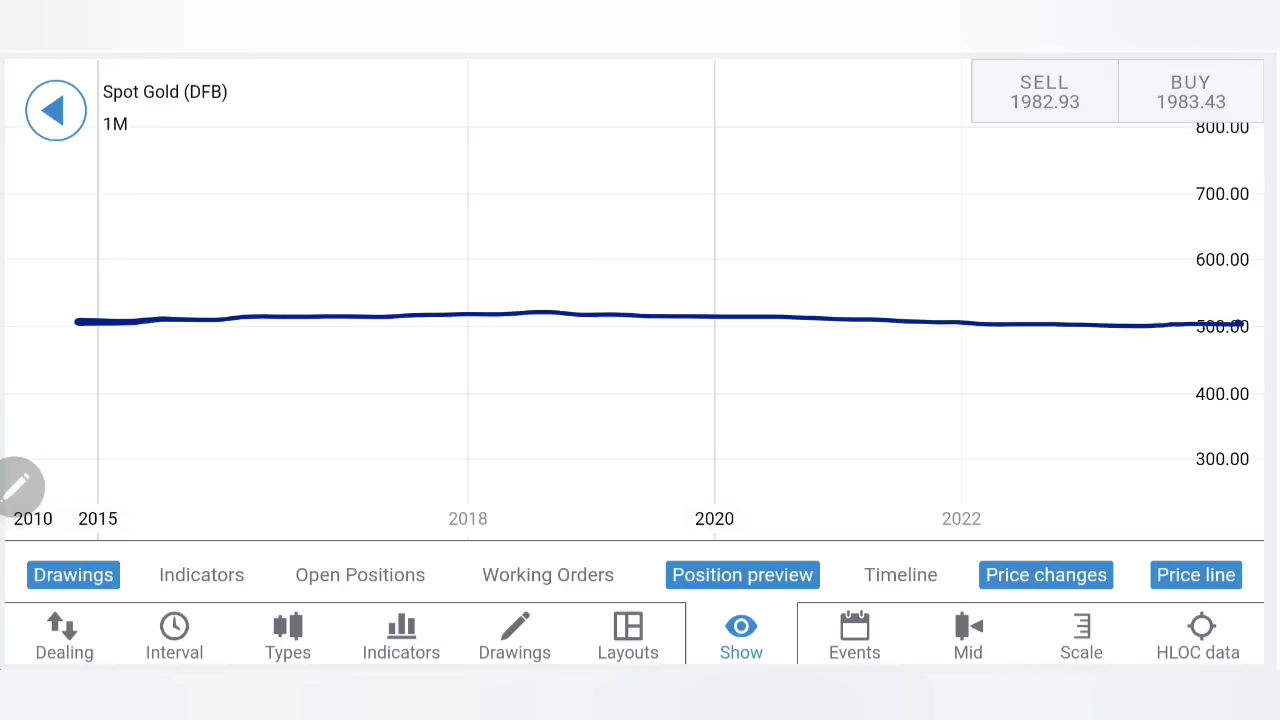 Spot Gold (DFB)
1M
SELL
1982.93
BUY
1983.43
800.00
700.00
600.00
500.00
400.00
300.00
2010 2015 2018 2020 2022
Drawings Indicators Open Positions Working Orders Position preview Timeline Price changes Price line
Dealing Interval Types Indicators Drawings Layouts Show Events Mid Scale HLOC data